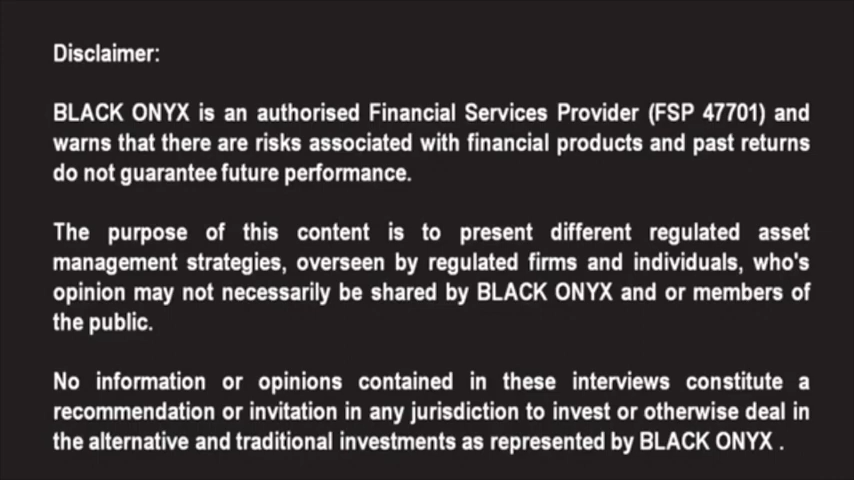 Disclaimer:
BLACK ONYX is an authorised Financial Services Provider (FSP 47701) and
warns that there are risks associated with financial products and past returns
do not guarantee future performance.
The purpose of this content is to present different regulated asset
management strategies, overseen by regulated firms and individuals, who's
opinion may not necessarily be shared by BLACK ONYX and or members of
the public.
No information or opinions contained in these interviews constitute a
recommendation or invitation in any jurisdiction to invest or otherwise deal in
the alternative and traditional investments as represented by BLACK ONYX .